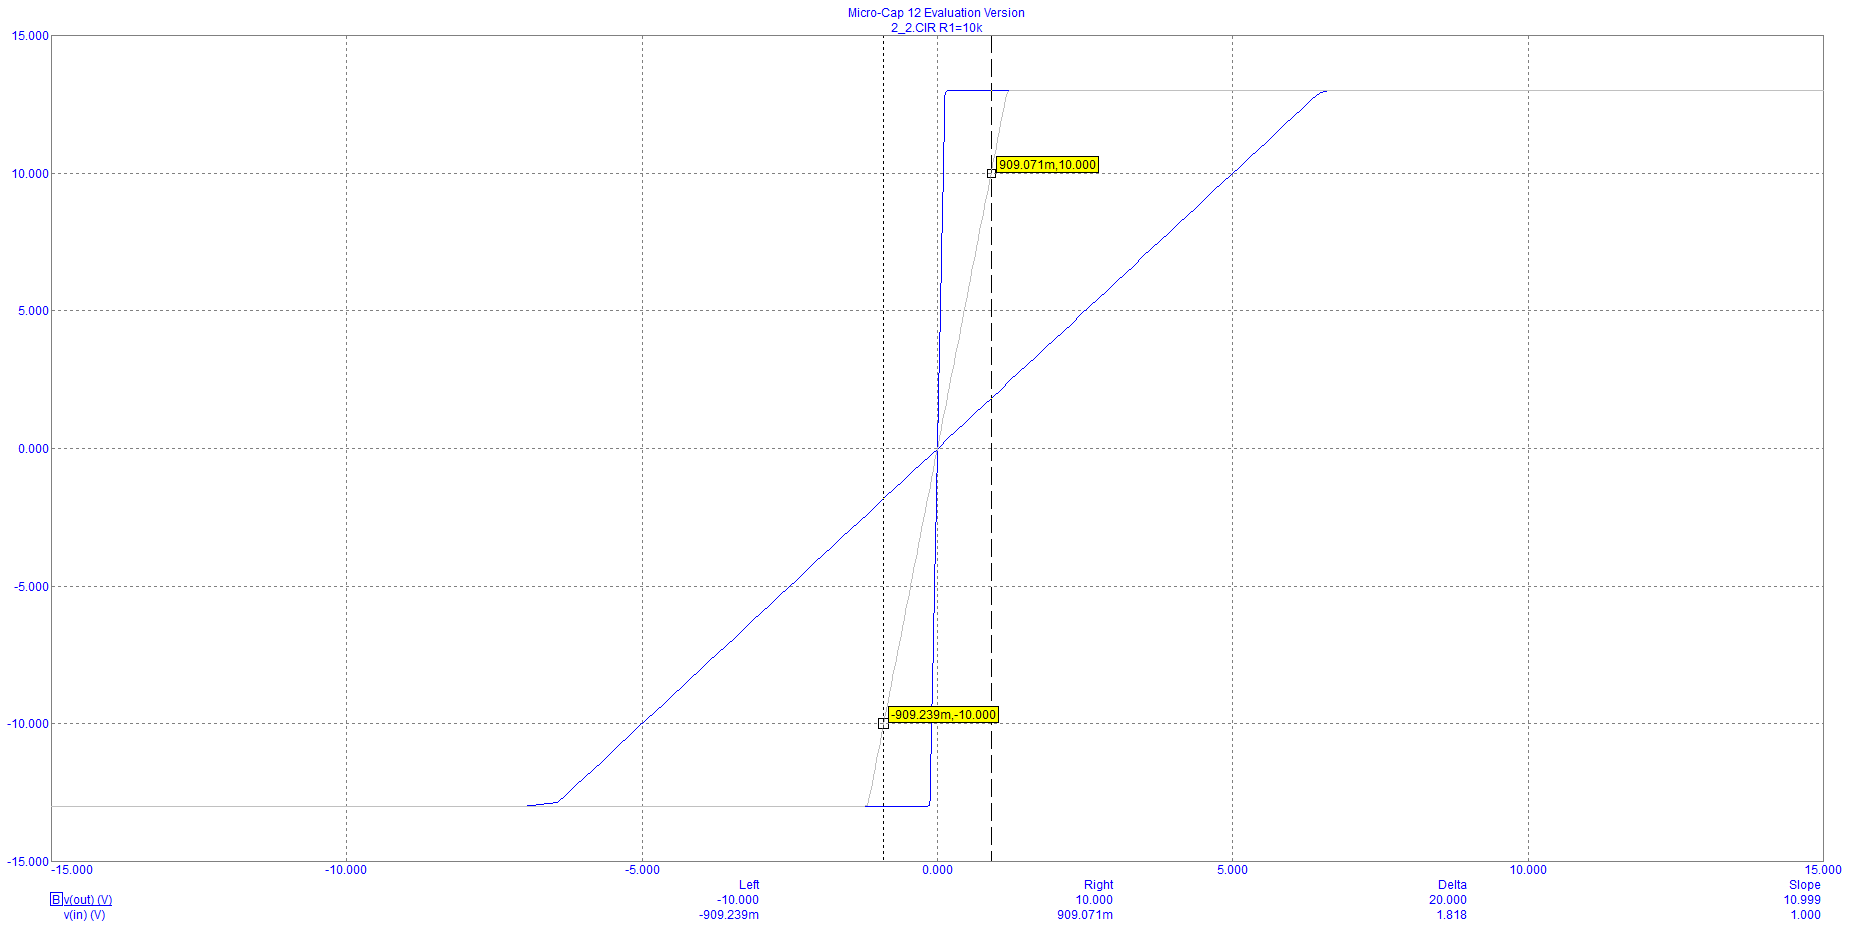 Micro-Cap 12 Evaluation Version
2_2.CIR R1=10k
15.000
10.000
909.071m,10.000
5.000
0.000
-5.000
-909.239m,-10.000
-10.000
-15.000
-15.000 -10.000 -5.000 0.000 5.000 10.000 15.000
Left Right Delta Slope
B v(out) (V) -10.000 10.000 20.000 10.999
v(in) (V) -909.239m 909.071m 1.818 1.000